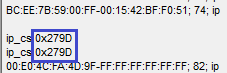 BC:EE:7B:59:00:FF-00:15:42:BF:F0:51; 74; ip
ip_cs 0x279D
ip_cs 0x279D
00:E0:4C:FA:4D:9F-FF:FF:FF:FF:FF:FF; 82; ip